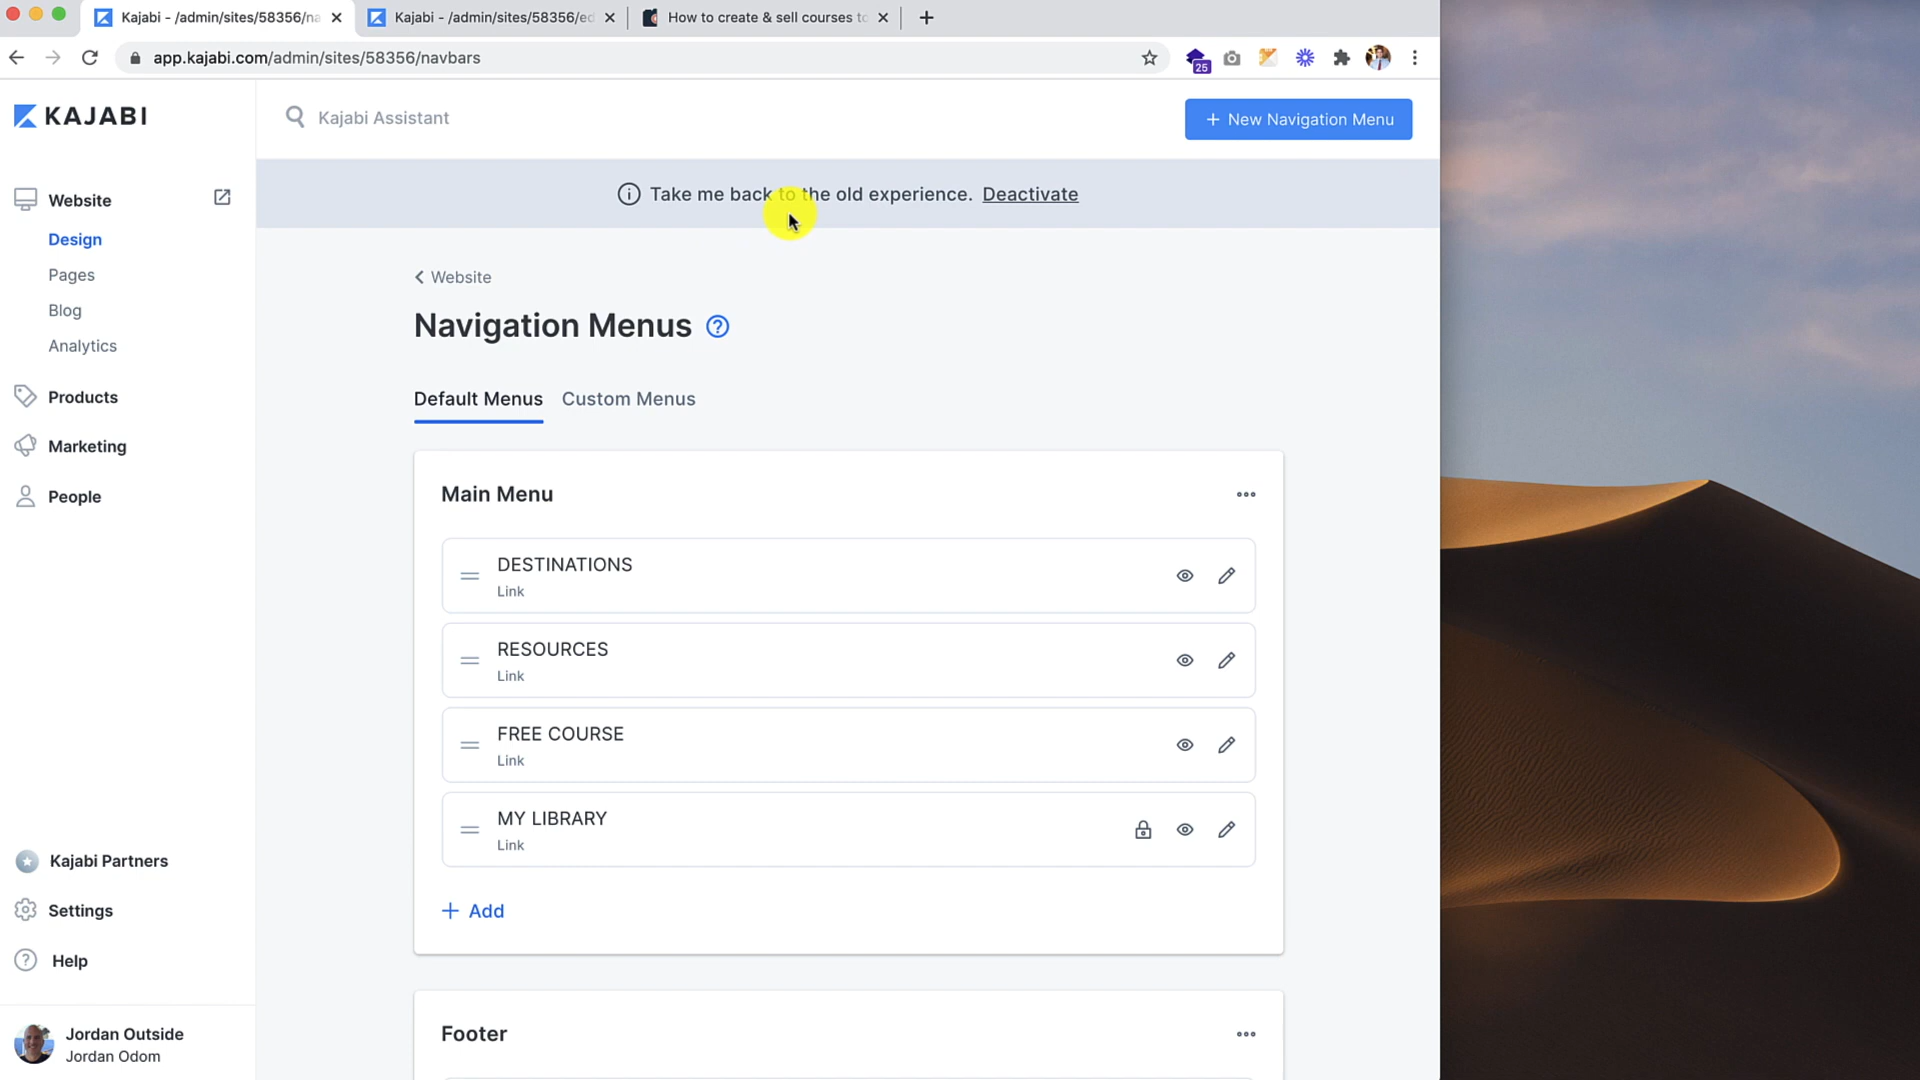 Kajabi - /admin/sites/58356/na
Kajabi - /admin/sites/58356/ed
How to create & sell courses to
app.kajabi.com/admin/sites/58356/navbars
25
KAJABI
Kajabi Assistant
+ New Navigation Menu
Take me back to the old experience. Deactivate
Website
Design
Pages
Blog
Analytics
Products
Marketing
People
Kajabi Partners
Settings
Help
Jordan Outside
Jordan Odom
Website
Navigation Menus
Default Menus Custom Menus
Main Menu
DESTINATIONS
Link
RESOURCES
Link
FREE COURSE
Link
MY LIBRARY
Link
+ Add
Footer